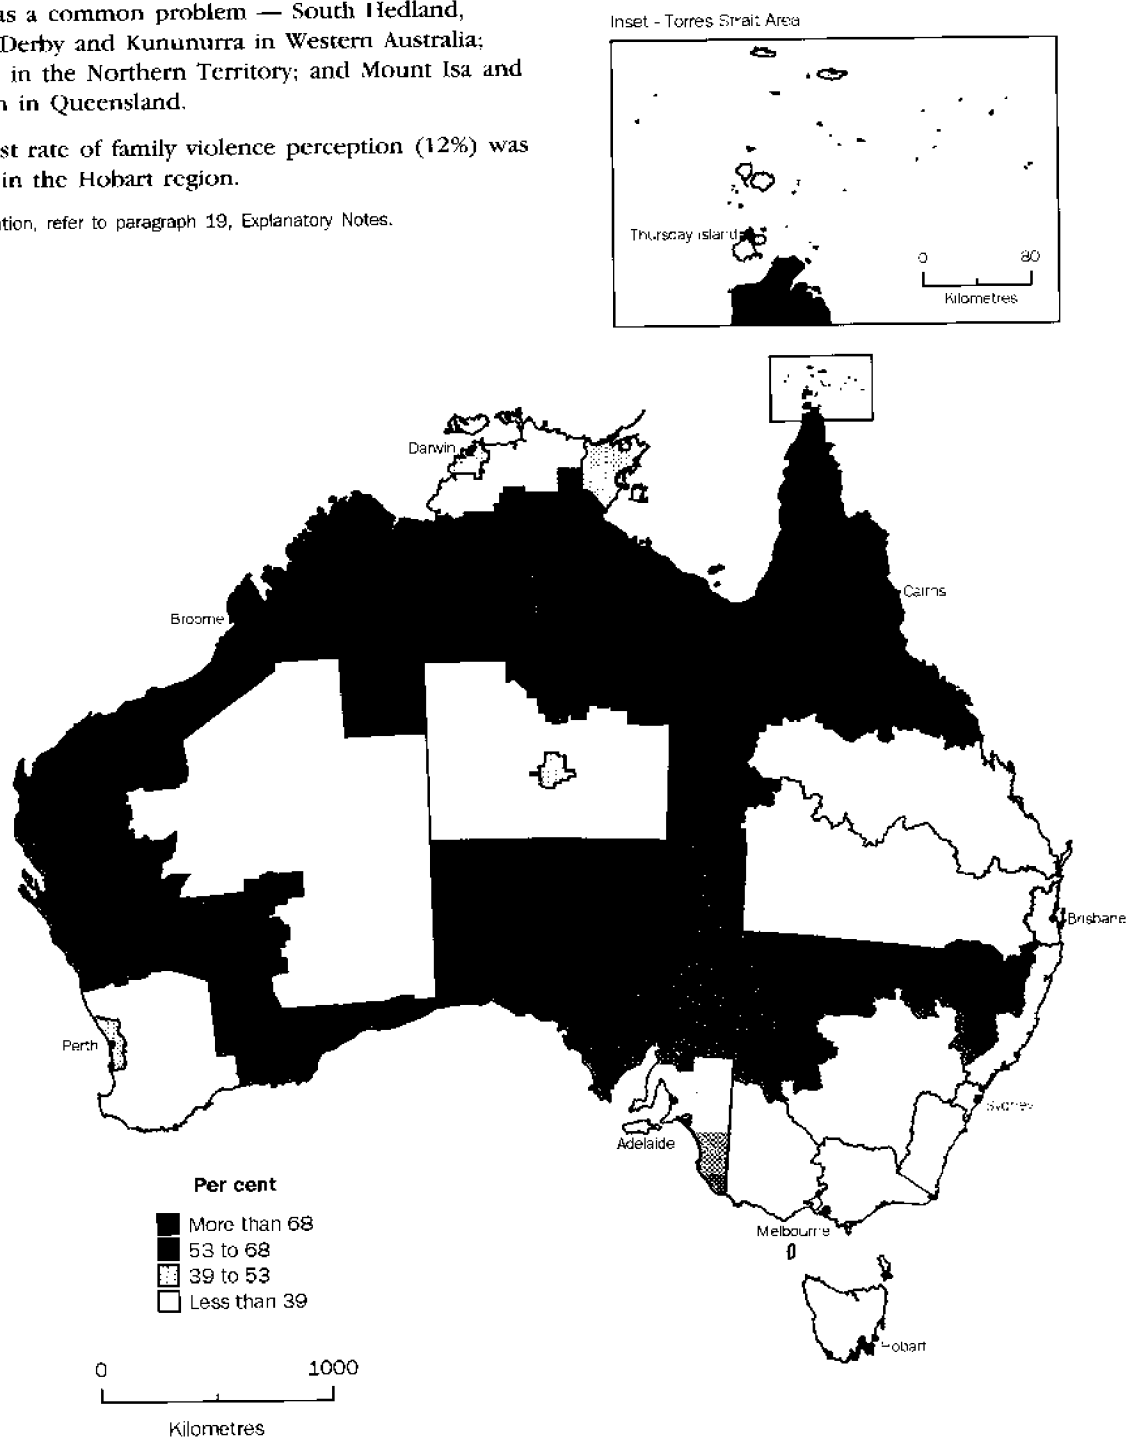 as a common problem — South Hedland,
Derby and Kununurra in Western Australia;
in the Northern Territory; and Mount Isa and
in Queensland.
st rate of family violence perception (12%) was
in the Hobart region.
tion, refer to paragraph 19, Explanatory Notes.
Inset - Torres Strait Area
Thursday Island
0 80
Kilometres
Darwin
Broome
Cairns
Brisbane
Perth
Sydney
Adelaide
Melbourne
Hobart
Per cent
More than 68
53 to 68
39 to 53
Less than 39
0 1000
Kilometres